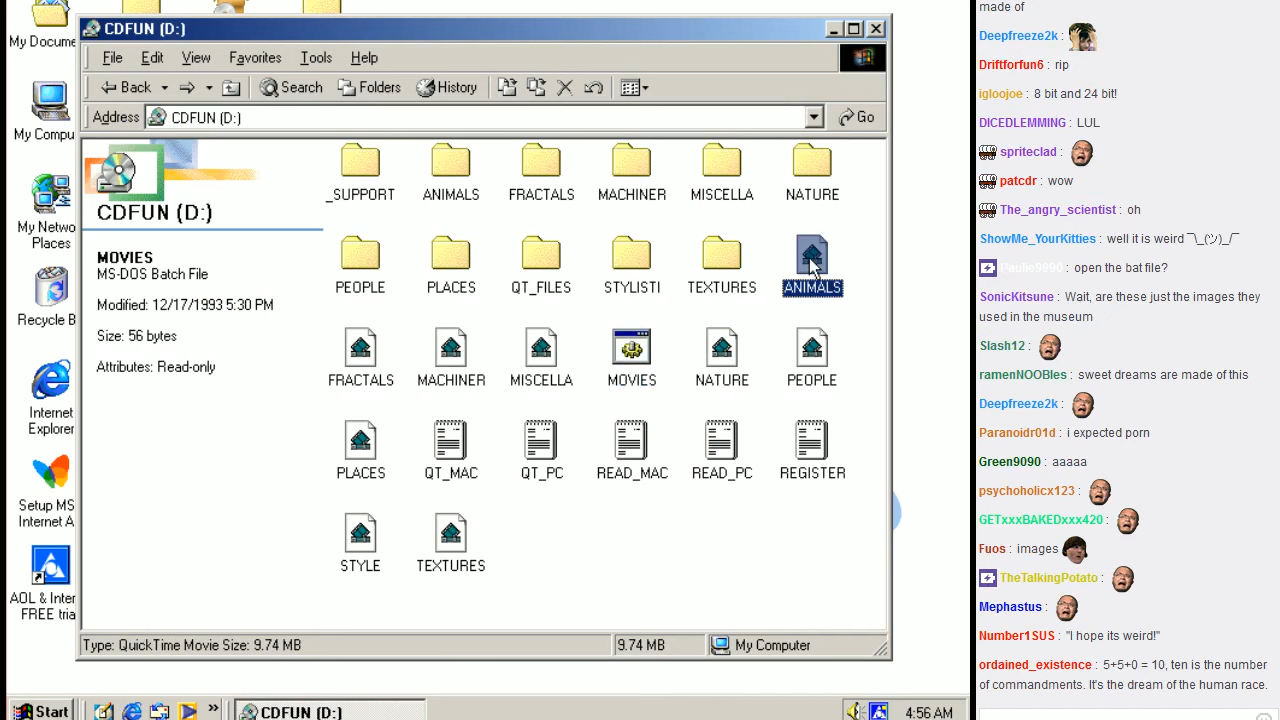 CDFUN (D:)
File Edit View Favorites Tools Help
Back Search Folders History
Address CDFUN (D:) Go
My Docume
My Compu
My Netwo
Places
Recycle B
Internet
Explorer
Setup MS
Internet A
AOL & Inter
FREE tria
CDFUN (D:)
MOVIES
MS-DOS Batch File
Modified: 12/17/1993 5:30 PM
Size: 56 bytes
Attributes: Read-only
_SUPPORT ANIMALS FRACTALS MACHINER MISCELLA NATURE
PEOPLE PLACES QT_FILES STYLISTI TEXTURES ANIMALS
FRACTALS MACHINER MISCELLA MOVIES NATURE PEOPLE
PLACES QT_MAC QT_PC READ_MAC READ_PC REGISTER
STYLE TEXTURES
Type: QuickTime Movie Size: 9.74 MB 9.74 MB My Computer
Start » CDFUN (D:) 4:56 AM
made of
Deepfreeze2k :
Driftforfun6 : rip
igloojoe : 8 bit and 24 bit!
DICEDLEMMING : LUL
spriteclad :
patcdr : wow
The_angry_scientist : oh
ShowMe_YourKitties : well it is weird ¯\_(ツ)_/¯
Paulie9090 : open the bat file?
SonicKitsune : Wait, are these just the images they
used in the museum
Slash12 :
ramenNOOBles : sweet dreams are made of this
Deepfreeze2k :
Paranoidr01d : i expected porn
Green9090 : aaaaa
psychoholicx123 :
GETxxxBAKEDxxx420 :
Fuos : images
TheTalkingPotato :
Mephastus :
Number1SUS : "I hope its weird!"
ordained_existence : 5+5+0 = 10, ten is the number
of commandments. It's the dream of the human race.